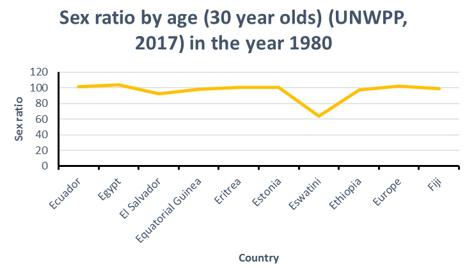 Sex ratio by age (30 year olds) (UNWPP,
2017) in the year 1980
120
100
80
60
40
20
0
Sex ratio
Ecuador
Egypt
El Salvador
Equatorial Guinea
Eritrea
Estonia
Eswatini
Ethiopia
Europe
Fiji
Country